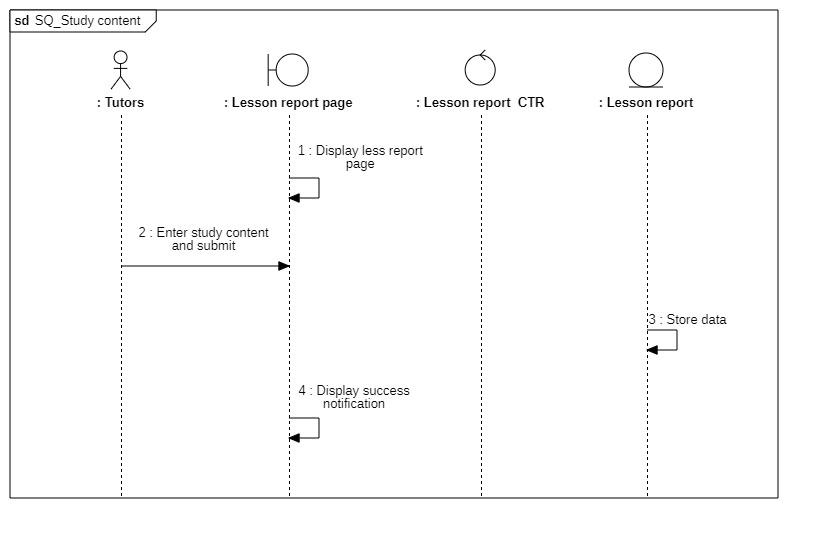 sd SQ_Study content
: Tutors
: Lesson report page
: Lesson report CTR
: Lesson report
1 : Display less report
page
2 : Enter study content
and submit
3 : Store data
4 : Display success
notification